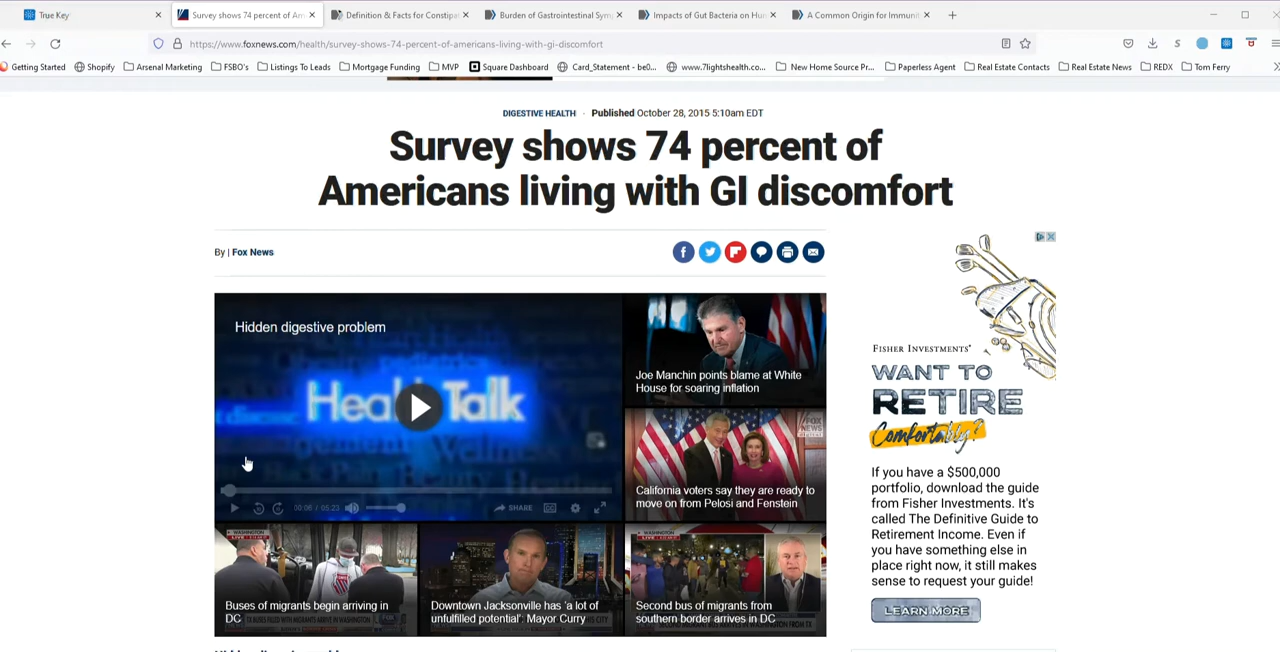 True Key
Survey shows 74 percent of Am
Definition & Facts for Constipa
Burden of Gastrointestinal Sym
Impacts of Gut Bacteria on Hu
A Common Origin for Immuni
https://www.foxnews.com/health/survey-shows-74-percent-of-americans-living-with-gi-discomfort
Getting Started
Shopify
Arsenal Marketing
FSBO's
Listings To Leads
Mortgage Funding
MVP
Square Dashboard
Card_Statement - be0...
www.7lightshealth.co...
New Home Source Pr...
Paperless Agent
Real Estate Contacts
Real Estate News
REDX
Tom Ferry
DIGESTIVE HEALTH · Published October 28, 2015 5:10am EDT
Survey shows 74 percent of
Americans living with GI discomfort
By | Fox News
Hidden digestive problem
HealthTalk
00:06 / 05:23
SHARE
CC
Joe Manchin points blame at White
House for soaring inflation
FOX
NEWS
digital
California voters say they are ready to
move on from Pelosi and Fenstein
Buses of migrants begin arriving in
DC
Downtown Jacksonville has 'a lot of
unfulfilled potential': Mayor Curry
Second bus of migrants from
southern border arrives in DC
FISHER INVESTMENTS
WANT TO
RETIRE
Comfortably?
If you have a $500,000
portfolio, download the guide
from Fisher Investments. It's
called The Definitive Guide to
Retirement Income. Even if
you have something else in
place right now, it still makes
sense to request your guide!
LEARN MORE